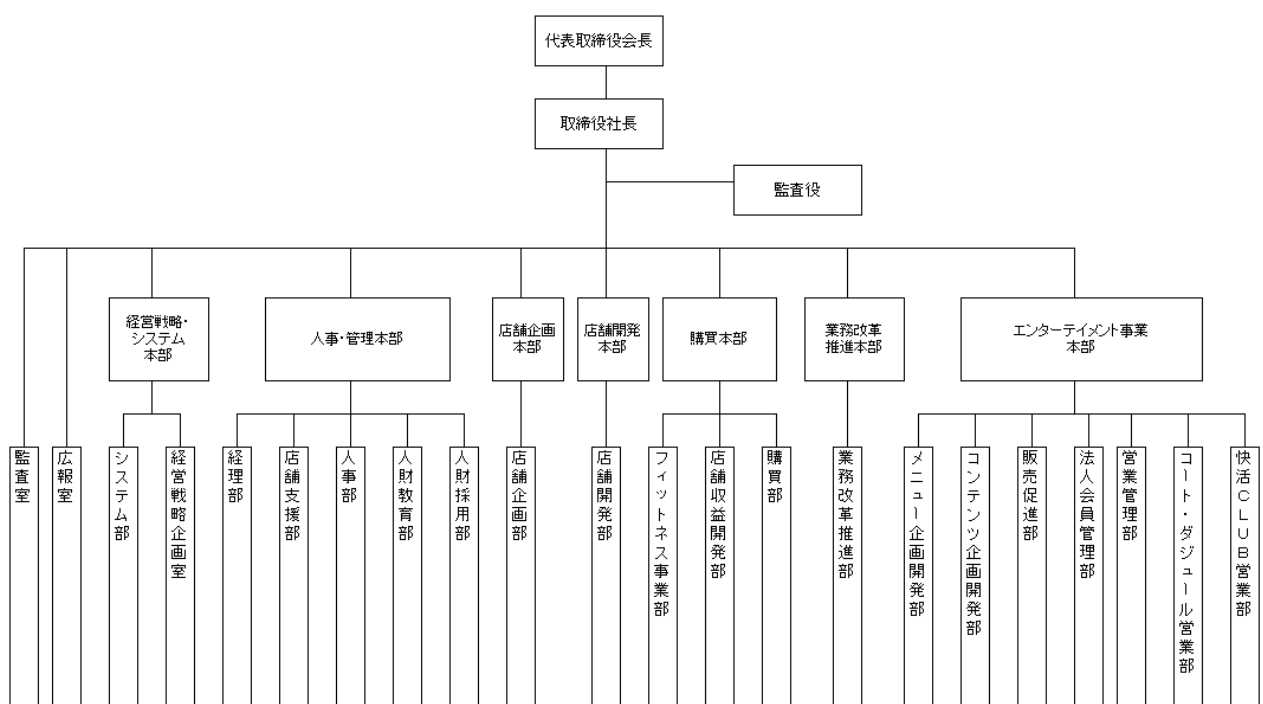 代表取締役会長
取締役社長
監査役
経営戦略・
システム
本部
人事・管理本部
店舗企画
本部
店舗開発
本部
購買本部
業務改革
推進本部
エンターテイメント事業
本部
監査室
広報室
システム部
経営戦略企画室
経理部
店舗支援部
人事部
人財教育部
人財採用部
店舗企画部
店舗開発部
フィットネス事業部
店舗収益開発部
購買部
業務改革推進部
メニュー企画開発部
コンテンツ企画開発部
販売促進部
法人会員管理部
営業管理部
コート・ダジュール営業部
快活CLUB営業部